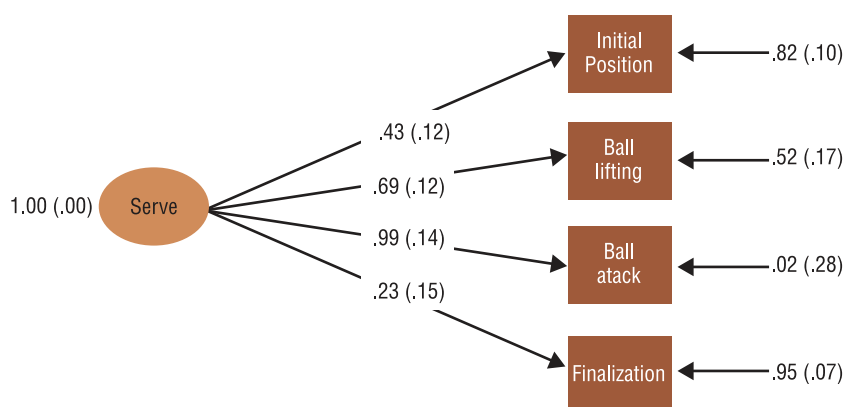 Initial
Position
.82 (.10)
.43 (.12)
Ball
lifting
.52 (.17)
.69 (.12)
1.00 (.00)
Serve
.99 (.14)
Ball
atack
.02 (.28)
.23 (.15)
Finalization
.95 (.07)